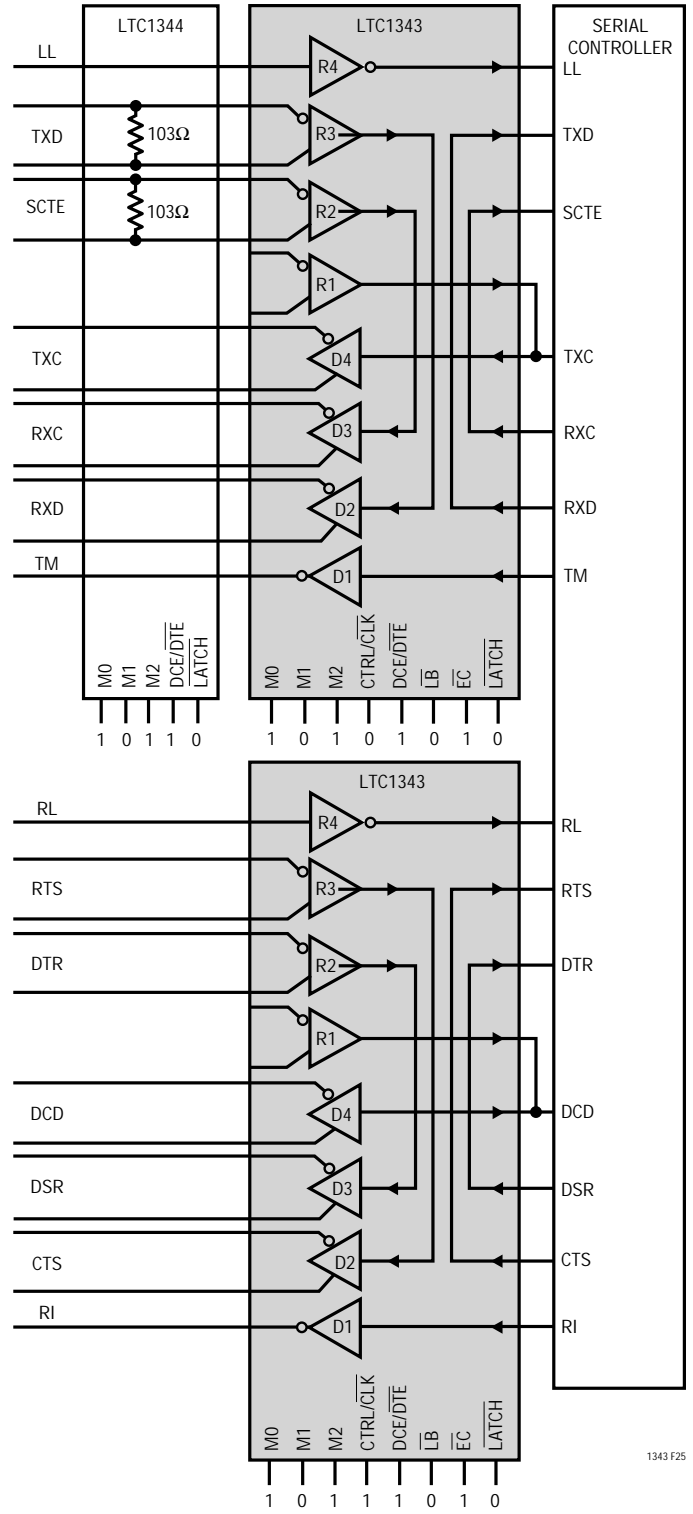 LTC1344
LTC1343
SERIAL
CONTROLLER
LL
R4
LL
TXD
103Ω
R3
TXD
SCTE
103Ω
R2
SCTE
R1
TXC
D4
TXC
RXC
D3
RXC
RXD
D2
RXD
TM
D1
TM
M0
M1
M2
DCE/DTE
LATCH
M0
M1
M2
CTRL/CLK
DCE/DTE
LB
EC
LATCH
1 0 1 1 0
1 0 1 0 1 0 1 0
LTC1343
RL
R4
RL
RTS
R3
RTS
DTR
R2
DTR
R1
DCD
D4
DCD
DSR
D3
DSR
CTS
D2
CTS
RI
D1
RI
M0
M1
M2
CTRL/CLK
DCE/DTE
LB
EC
LATCH
1 0 1 1 1 0 1 0
1343 F25